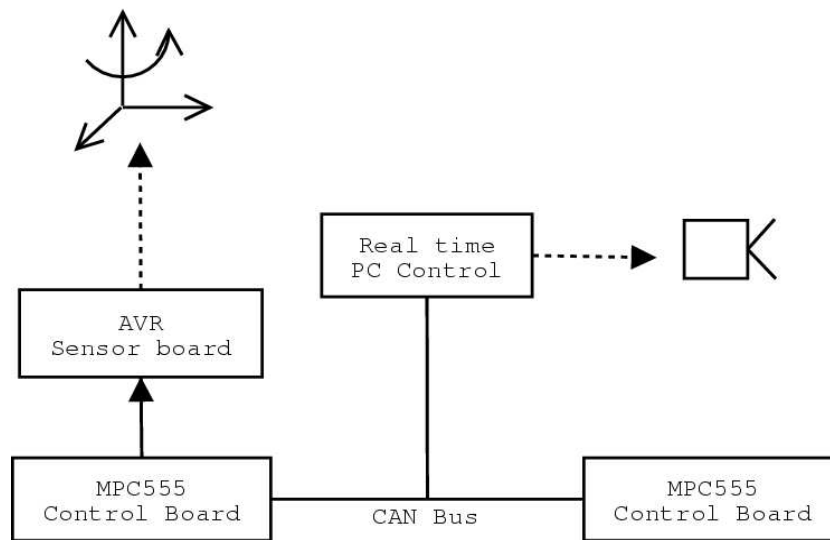 Real time
PC Control
AVR
Sensor board
MPC555
Control Board
CAN Bus
MPC555
Control Board